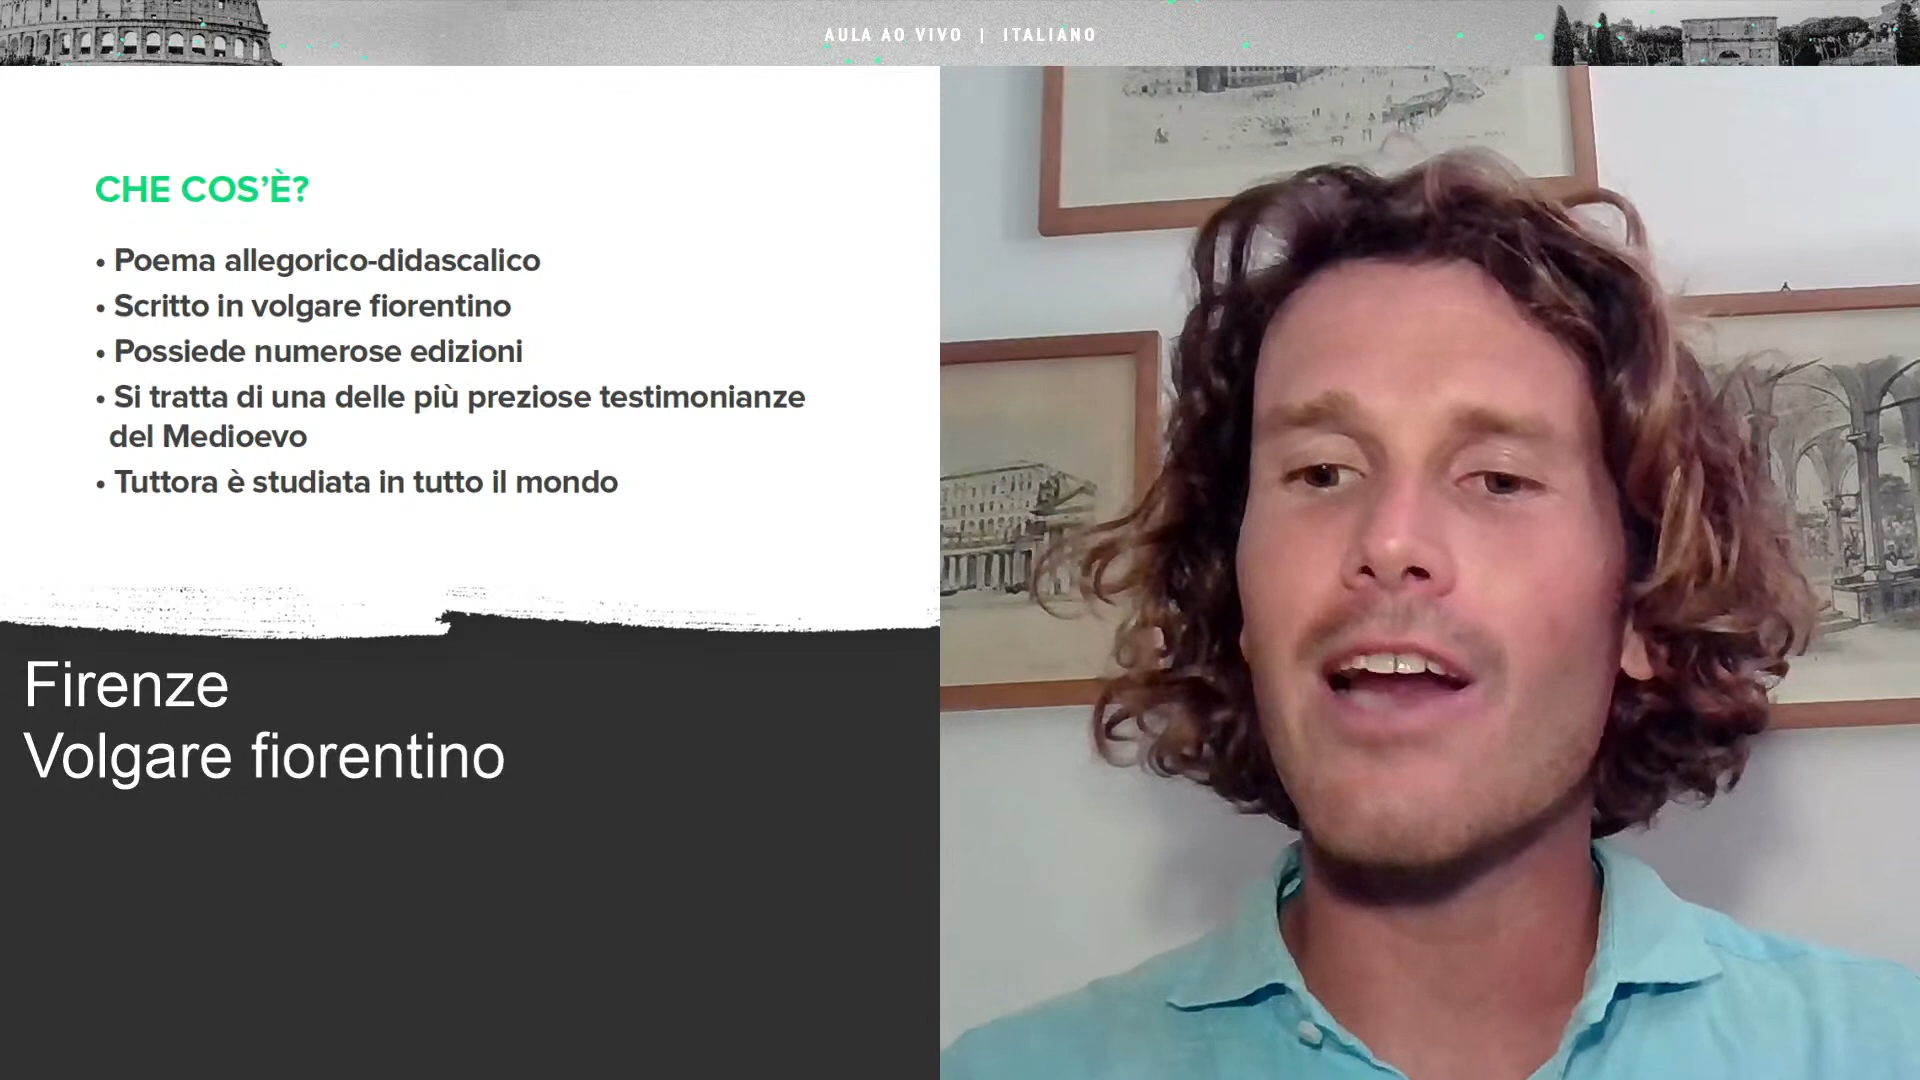 AULA AO VIVO | ITALIANO
CHE COS’È?
• Poema allegorico-didascalico
• Scritto in volgare fiorentino
• Possiede numerose edizioni
• Si tratta di una delle più preziose testimonianze
del Medioevo
• Tuttora è studiata in tutto il mondo
Firenze
Volgare fiorentino